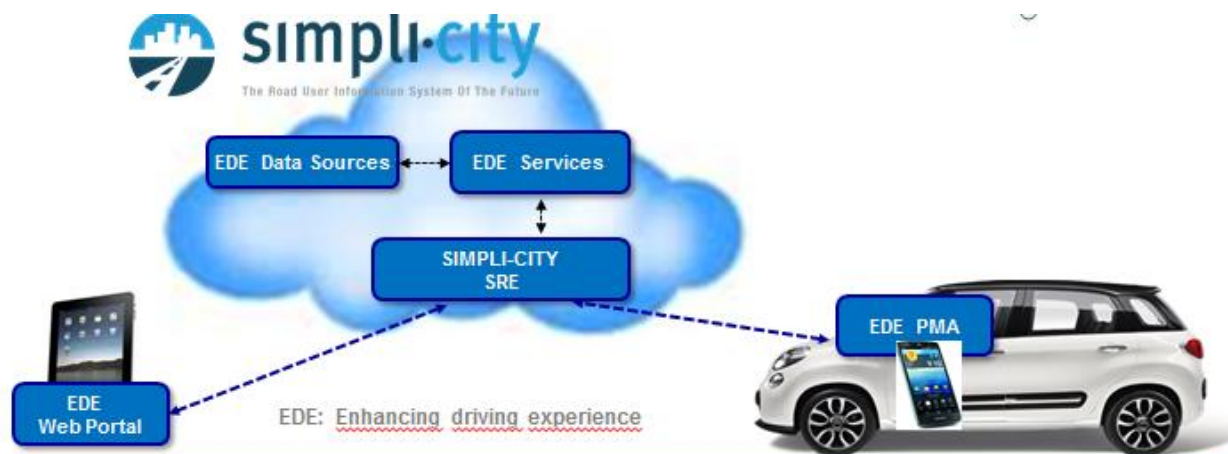 simpli·city
The Road User Information System Of The Future
EDE Data Sources
EDE Services
SIMPLI-CITY
SRE
EDE PMA
EDE
Web Portal
EDE: Enhancing driving experience